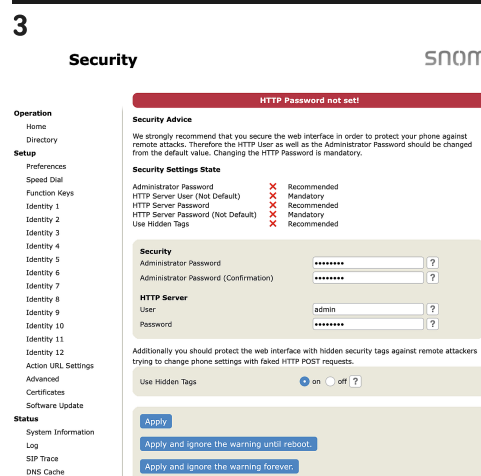 3
Security
snom
HTTP Password not set!
Operation
Home
Directory
Setup
Preferences
Speed Dial
Function Keys
Identity 1
Identity 2
Identity 3
Identity 4
Identity 5
Identity 6
Identity 7
Identity 8
Identity 9
Identity 10
Identity 11
Identity 12
Action URL Settings
Advanced
Certificates
Software Update
Status
System Information
Log
SIP Trace
DNS Cache
Security Advice
We strongly recommend that you secure the web interface in order to protect your phone against
remote attacks. Therefore the HTTP User as well as the Administrator Password should be changed
from the default value. Changing the HTTP Password is mandatory.
Security Settings State
Administrator Password Recommended
HTTP Server User (Not Default) Mandatory
HTTP Server Password Recommended
HTTP Server Password (Not Default) Mandatory
Use Hidden Tags Recommended
Security
Administrator Password •••••••• ?
Administrator Password (Confirmation) •••••••• ?
HTTP Server
User admin ?
Password •••••••• ?
Additionally you should protect the web interface with hidden security tags against remote attackers
trying to change phone settings with faked HTTP POST requests.
Use Hidden Tags on off ?
Apply
Apply and ignore the warning until reboot.
Apply and ignore the warning forever.